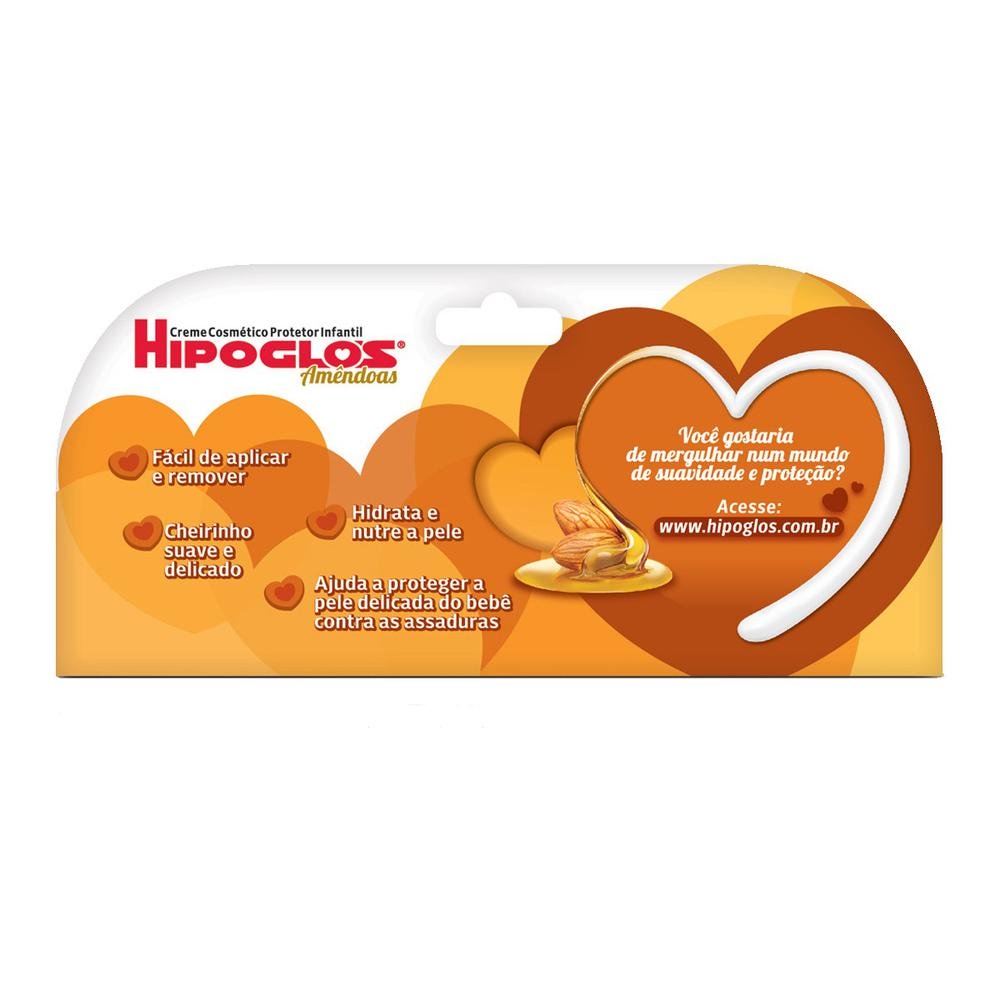 Creme Cosmético Protetor Infantil
HIPOGLÓS®
Amêndoas
Fácil de aplicar
e remover
Cheirinho
suave e
delicado
Hidrata e
nutre a pele
Ajuda a proteger a
pele delicada do bebê
contra as assaduras
Você gostaria
de mergulhar num mundo
de suavidade e proteção?
Acesse:
www.hipoglos.com.br